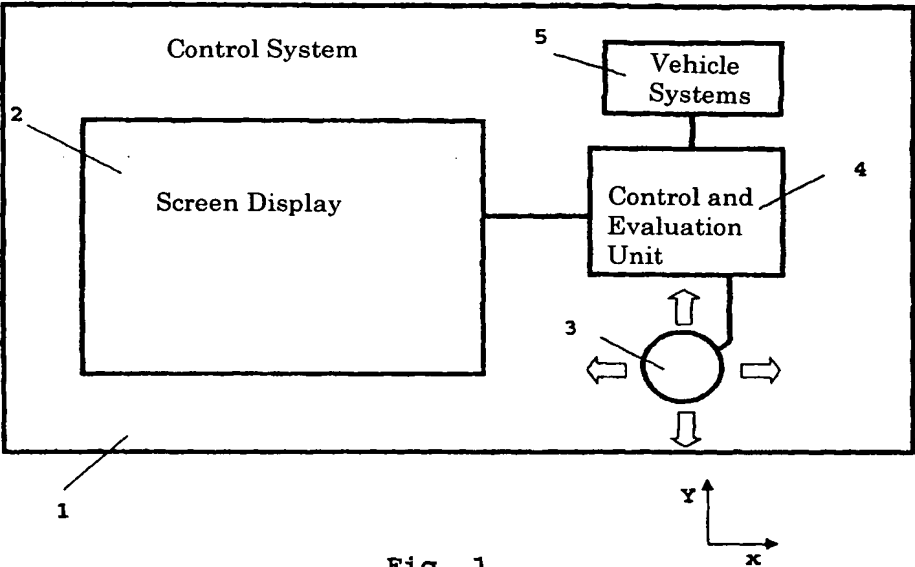 Control System
5
Vehicle
Systems
2
Screen Display
4
Control and
Evaluation
Unit
3
1
Y
x
Fig. 1